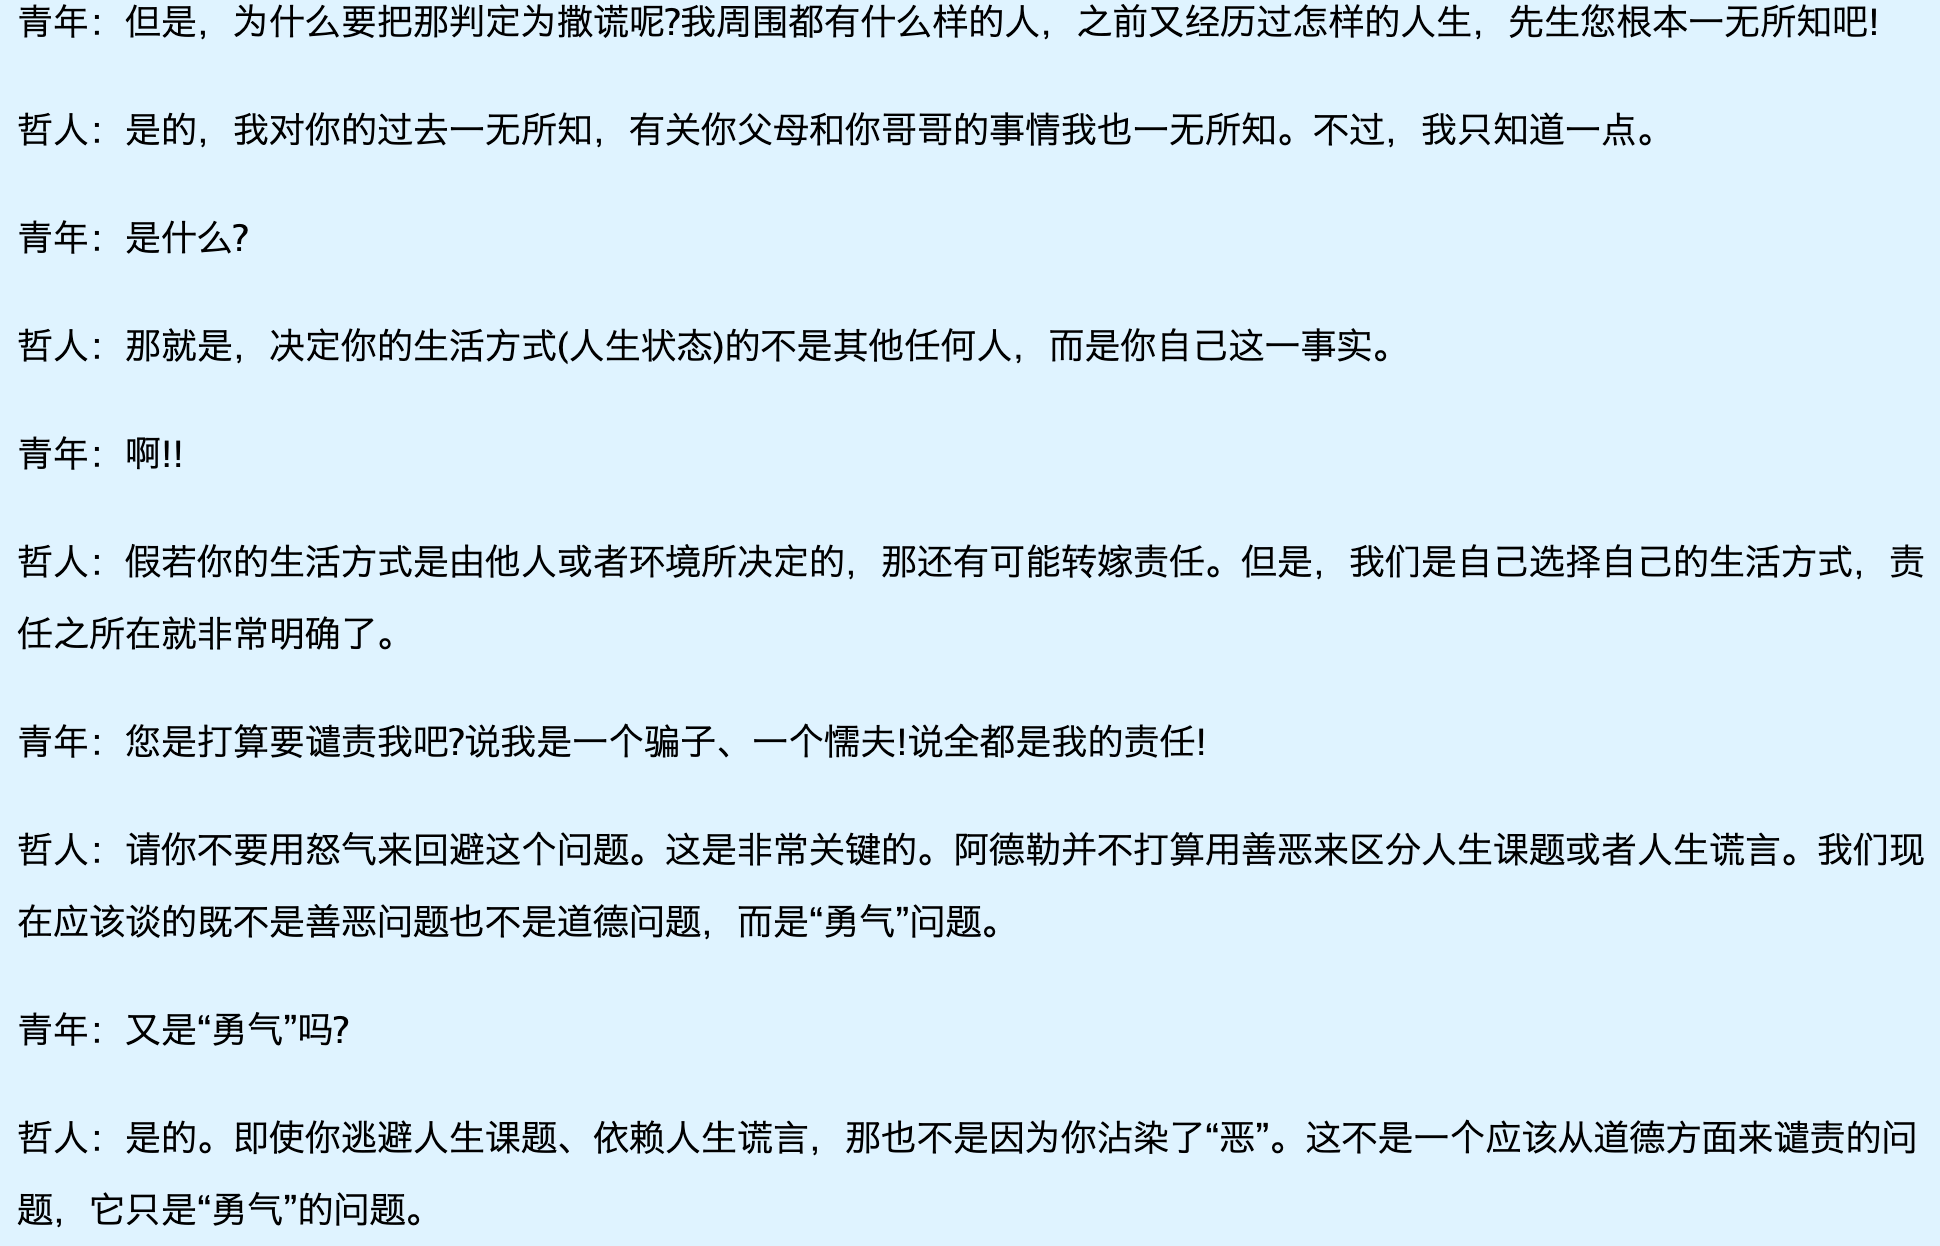 青年：但是，为什么要把那判定为撒谎呢?我周围都有什么样的人，之前又经历过怎样的人生，先生您根本一无所知吧!
哲人：是的，我对你的过去一无所知，有关你父母和你哥哥的事情我也一无所知。不过，我只知道一点。
青年：是什么?
哲人：那就是，决定你的生活方式(人生状态)的不是其他任何人，而是你自己这一事实。
青年：啊!!
哲人：假若你的生活方式是由他人或者环境所决定的，那还有可能转嫁责任。但是，我们是自己选择自己的生活方式，责
任之所在就非常明确了。
青年：您是打算要谴责我吧?说我是一个骗子、一个懦夫!说全都是我的责任!
哲人：请你不要用怒气来回避这个问题。这是非常关键的。阿德勒并不打算用善恶来区分人生课题或者人生谎言。我们现
在应该谈的既不是善恶问题也不是道德问题，而是“勇气”问题。
青年：又是“勇气”吗?
哲人：是的。即使你逃避人生课题、依赖人生谎言，那也不是因为你沾染了“恶”。这不是一个应该从道德方面来谴责的问
题，它只是“勇气”的问题。